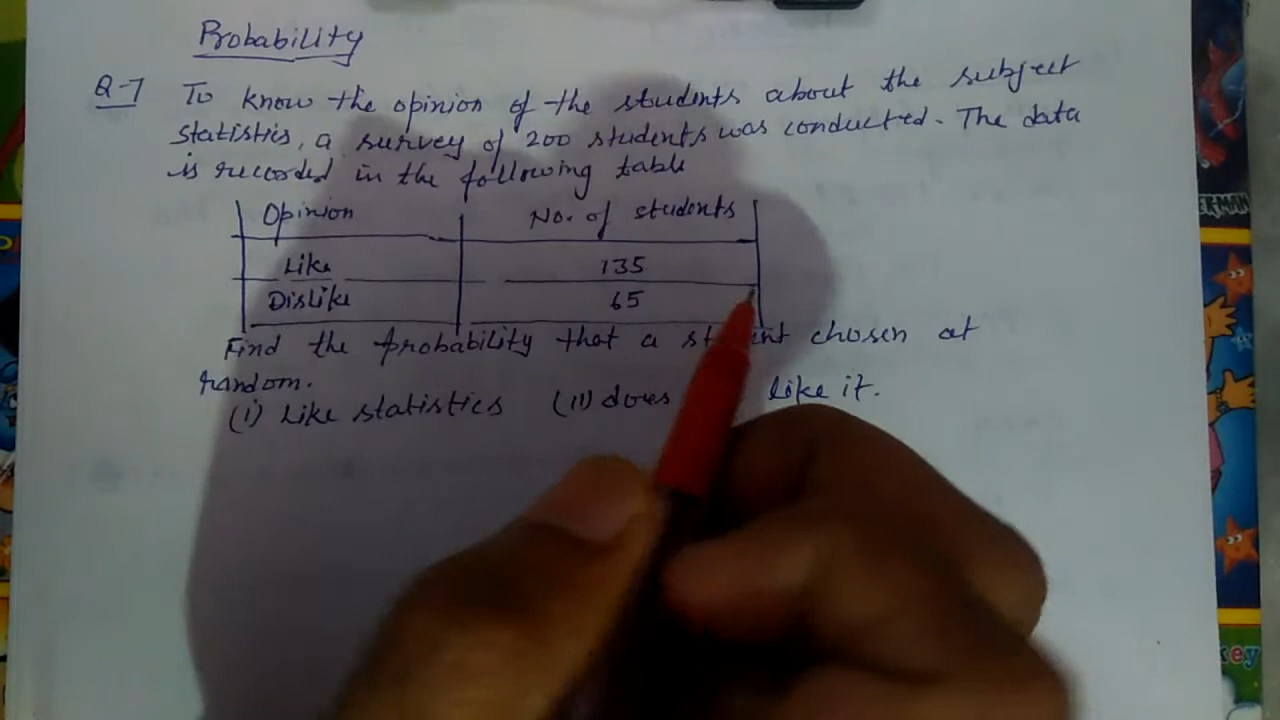 Probability
Q-7 To know the opinion of the students about the subject
statistics, a survey of 200 students was conducted. The data
is recorded in the following table
Opinion No. of students
Like 135
Dislike 65
Find the probability that a chosen at
random.
(i) Like statistics (ii) does like it.
ERMAN
key